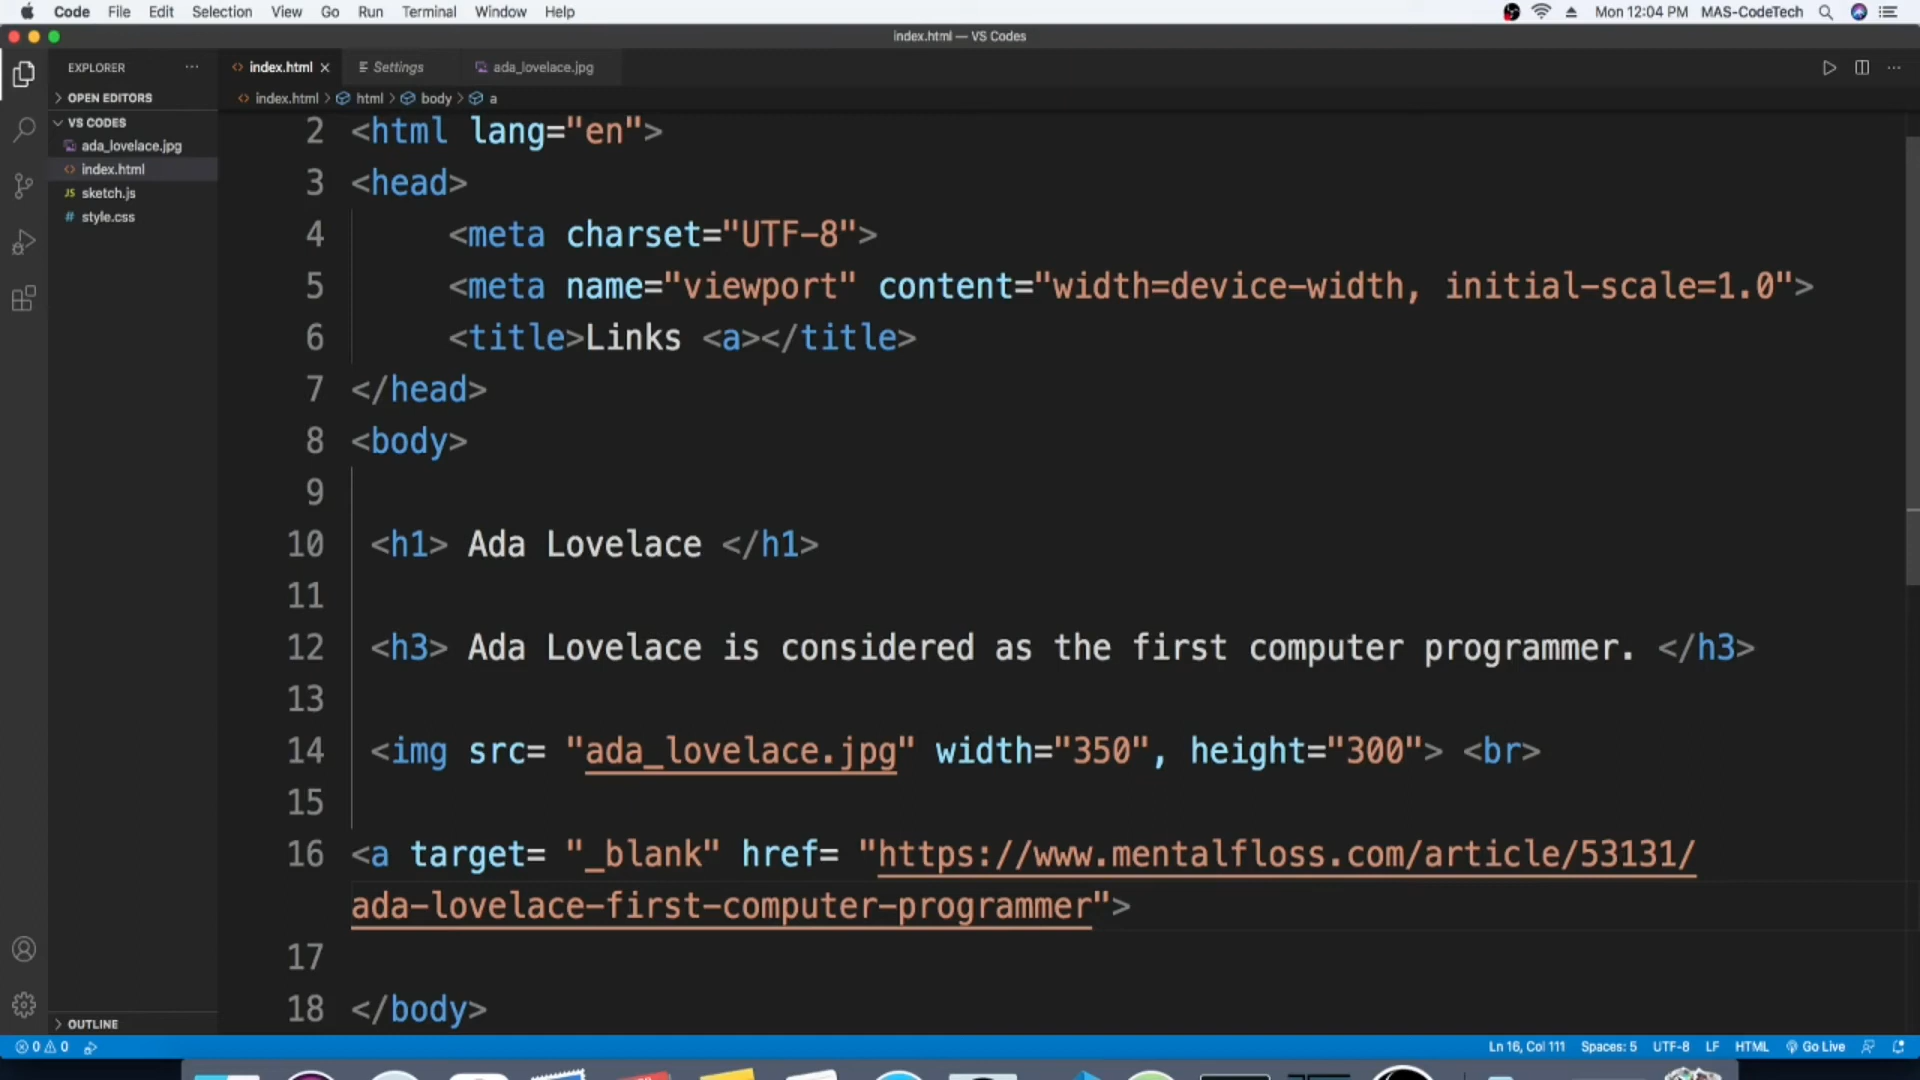 Code File Edit Selection View Go Run Terminal Window Help Mon 12:04 PM MAS-CodeTech
index.html — VS Codes
EXPLORER ··· index.html Settings ada_lovelace.jpg ···
OPEN EDITORS
index.html > html > body > a
VS CODES
ada_lovelace.jpg
index.html
JS sketch.js
# style.css
2 <html lang="en">
3 <head>
4 <meta charset="UTF-8">
5 <meta name="viewport" content="width=device-width, initial-scale=1.0">
6 <title>Links <a></title>
7 </head>
8 <body>
9
10 <h1> Ada Lovelace </h1>
11
12 <h3> Ada Lovelace is considered as the first computer programmer. </h3>
13
14 <img src= "ada_lovelace.jpg" width="350", height="300"> <br>
15
16 <a target= "_blank" href= "https://www.mentalfloss.com/article/53131/
ada-lovelace-first-computer-programmer">
17
18 </body>
OUTLINE
0 0 Ln 16, Col 111 Spaces: 5 UTF-8 LF HTML Go Live